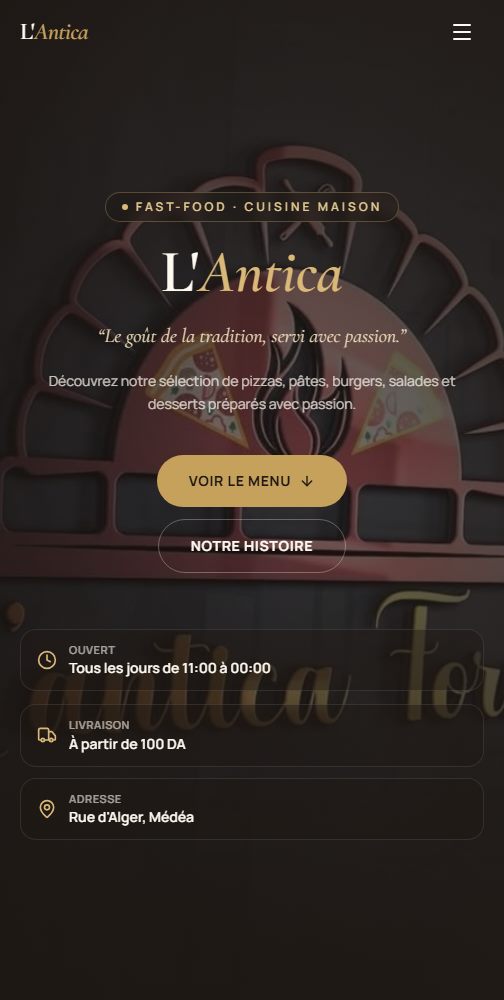 L'Antica
FAST-FOOD · CUISINE MAISON
L'Antica
“Le goût de la tradition, servi avec passion.”
Découvrez notre sélection de pizzas, pâtes, burgers, salades et
desserts préparés avec passion.
VOIR LE MENU ↓
NOTRE HISTOIRE
OUVERT
Tous les jours de 11:00 à 00:00
'antica For
LIVRAISON
À partir de 100 DA
ADRESSE
Rue d'Alger, Médéa